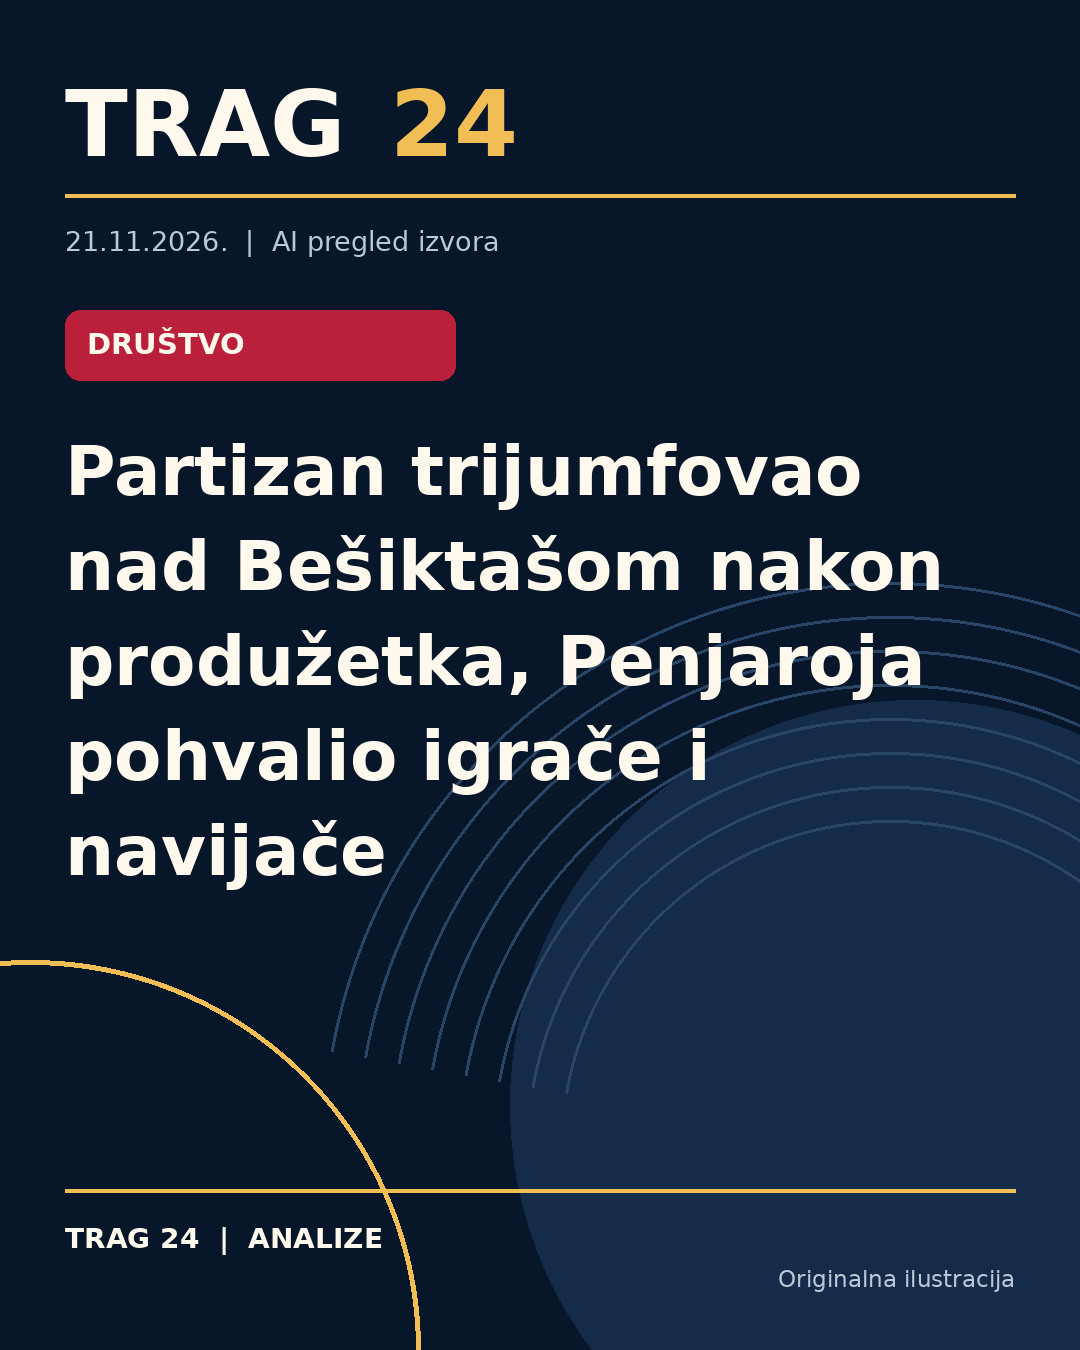 TRAG 24
21.11.2026. | AI pregled izvora
DRUŠTVO
Partizan trijumfovao
nad Bešiktašom nakon
produžetka, Penjaroja
pohvalio igrače i
navijače
TRAG 24 | ANALIZE
Originalna ilustracija